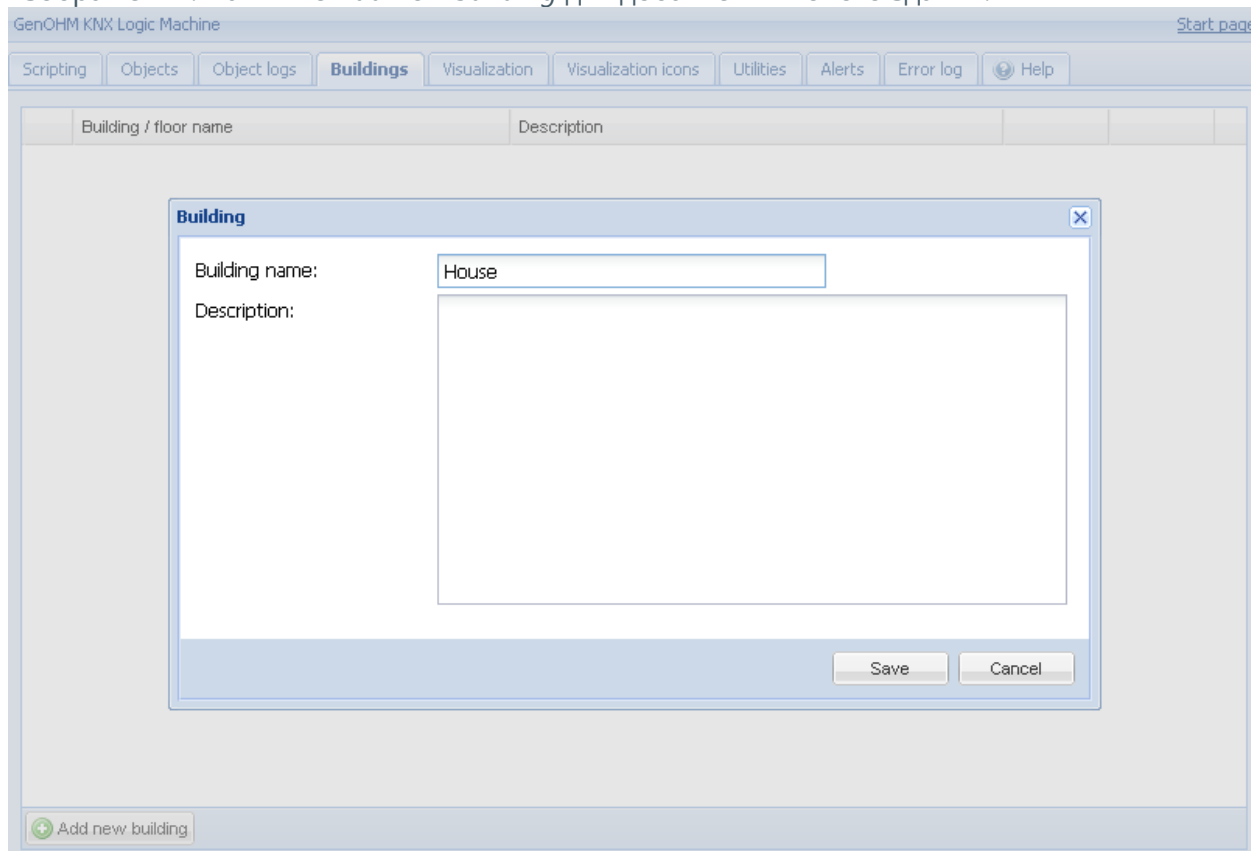 GenOHM KNX Logic Machine Start page
Scripting Objects Object logs Buildings Visualization Visualization icons Utilities Alerts Error log Help
Building / floor name Description
Building
Building name: House
Description:
Save Cancel
Add new building